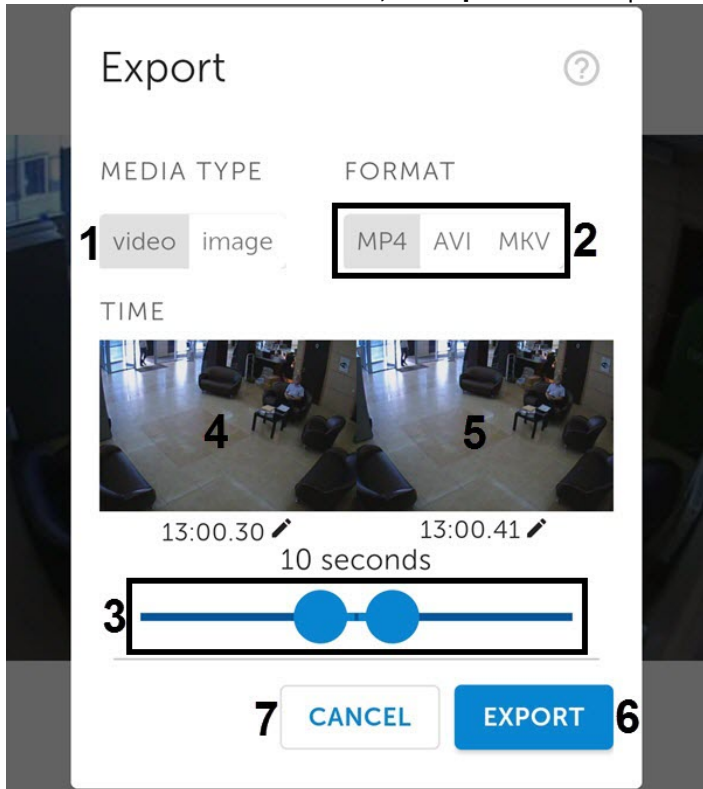 Export ?
MEDIA TYPE FORMAT
1 video image MP4 AVI MKV 2
TIME
4 5
13:00.30 13:00.41
10 seconds
3
7 CANCEL EXPORT 6